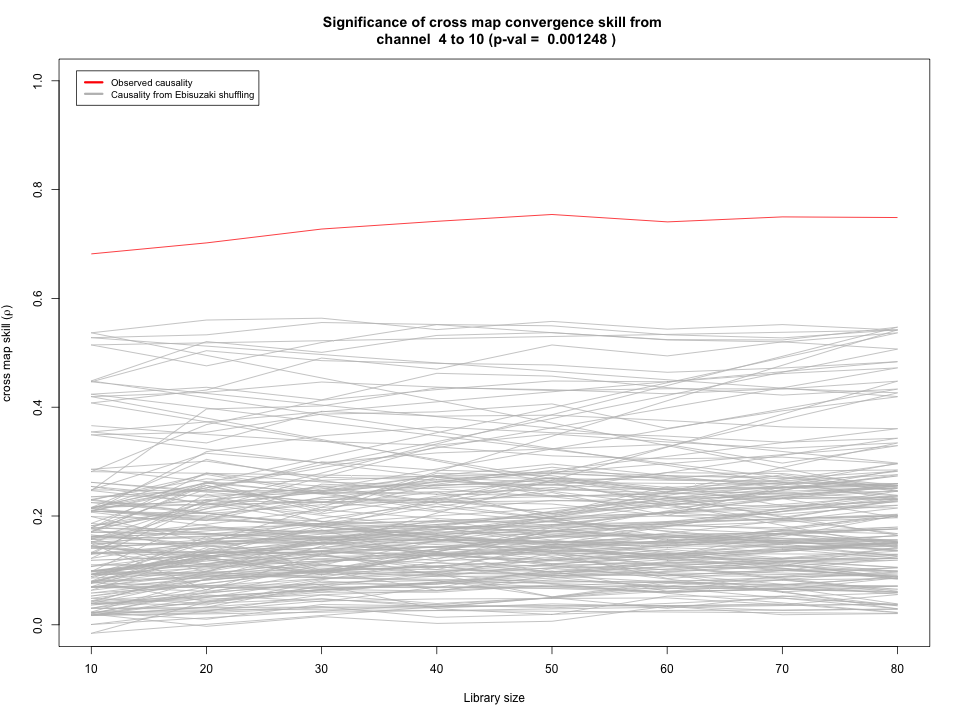 Significance of cross map convergence skill from
channel  4 to 10 (p-val =  0.001248 )
Observed causality
Causality from Ebisuzaki shuffling
cross map skill (ρ)
1.0
0.8
0.6
0.4
0.2
0.0
10 20 30 40 50 60 70 80
Library size